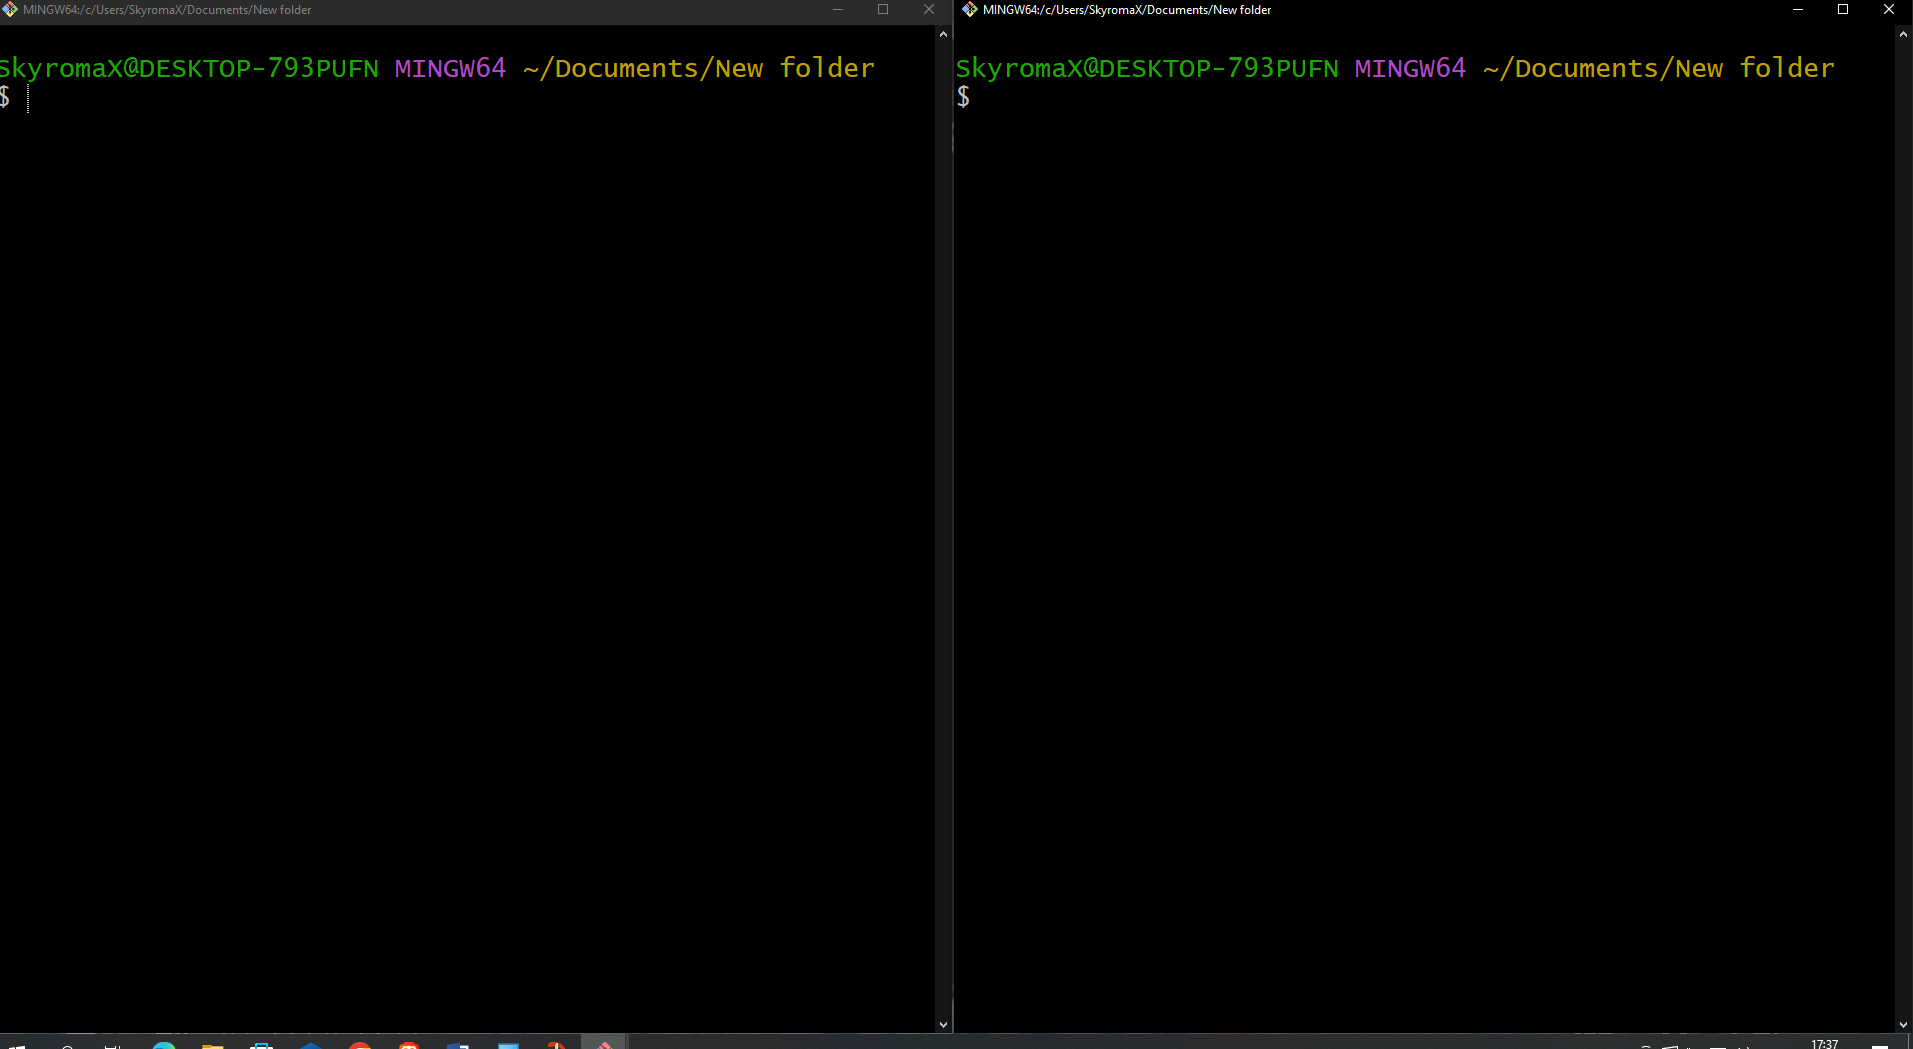 MINGW64:/c/Users/SkyromaX/Documents/New folder
SkyromaX@DESKTOP-793PUFN MINGW64 ~/Documents/New folder
$
MINGW64:/c/Users/SkyromaX/Documents/New folder
SkyromaX@DESKTOP-793PUFN MINGW64 ~/Documents/New folder
$
17:37